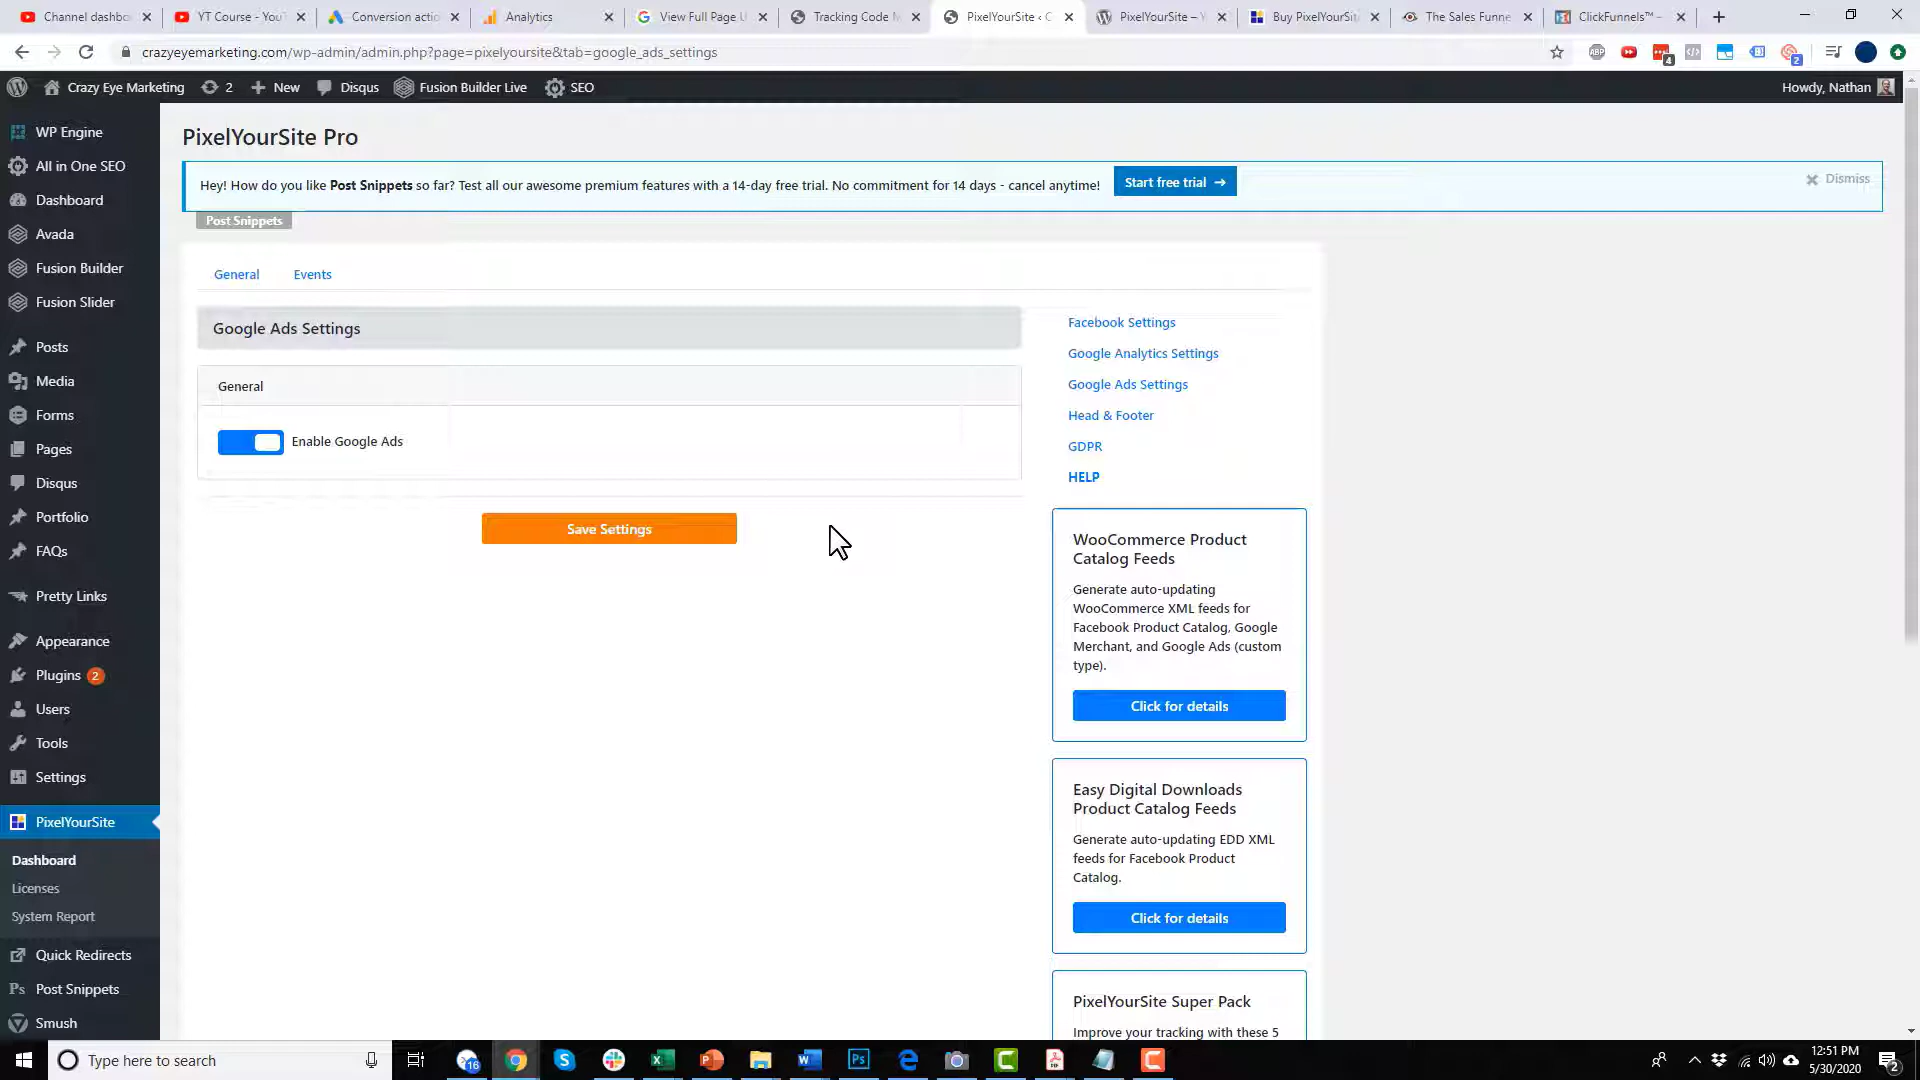 Channel dashbo
YT Course - YouT
Conversion actio
Analytics
View Full Page U
Tracking Code M
PixelYourSite ‹ C
PixelYourSite – Y
Buy PixelYourSite
The Sales Funne
ClickFunnels™ –
crazyeyemarketing.com/wp-admin/admin.php?page=pixelyoursite&tab=google_ads_settings
ABP
4
2
Crazy Eye Marketing
2
New
Disqus
Fusion Builder Live
SEO
Howdy, Nathan
WP Engine
All in One SEO
Dashboard
Avada
Fusion Builder
Fusion Slider
Posts
Media
Forms
Pages
Disqus
Portfolio
FAQs
Pretty Links
Appearance
Plugins 2
Users
Tools
Settings
PixelYourSite
Dashboard
Licenses
System Report
Quick Redirects
Ps Post Snippets
Smush
PixelYourSite Pro
Hey! How do you like Post Snippets so far? Test all our awesome premium features with a 14-day free trial. No commitment for 14 days - cancel anytime!
Start free trial →
Dismiss
Post Snippets
General
Events
Google Ads Settings
General
Enable Google Ads
Save Settings
Facebook Settings
Google Analytics Settings
Google Ads Settings
Head & Footer
GDPR
HELP
WooCommerce Product
Catalog Feeds
Generate auto-updating
WooCommerce XML feeds for
Facebook Product Catalog, Google
Merchant, and Google Ads (custom
type).
Click for details
Easy Digital Downloads
Product Catalog Feeds
Generate auto-updating EDD XML
feeds for Facebook Product
Catalog.
Click for details
PixelYourSite Super Pack
Improve your tracking with these 5
Type here to search
16
Ps
12:51 PM
5/30/2020
2